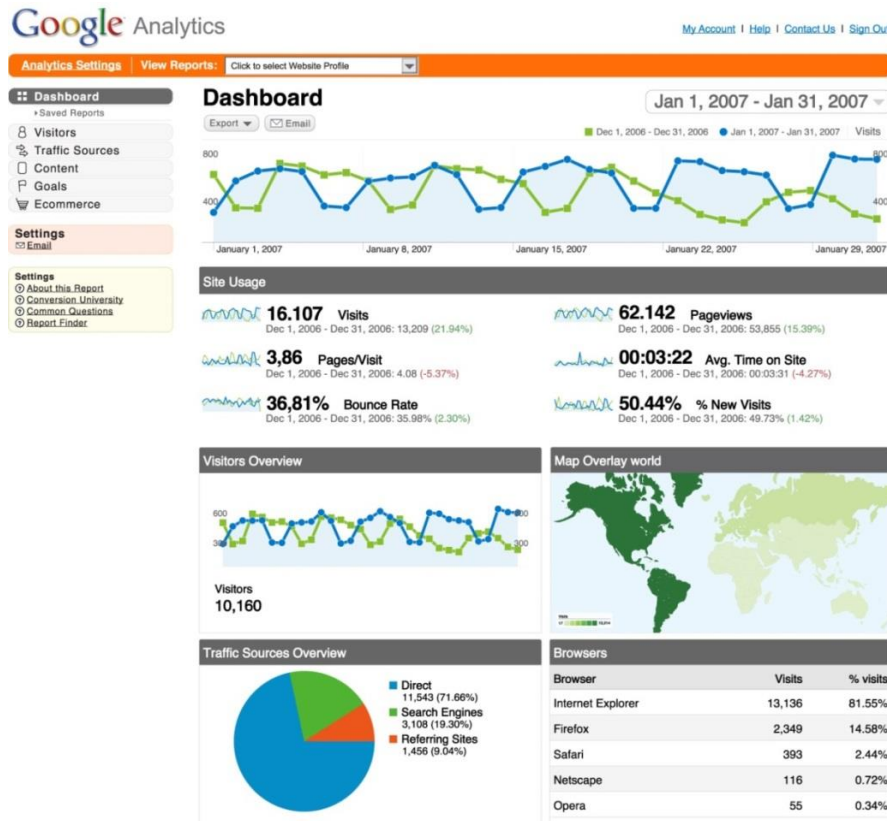 Google Analytics
My Account | Help | Contact Us | Sign Ou
Analytics Settings | View Reports: Click to select Website Profile
Dashboard
Saved Reports
Visitors
Traffic Sources
Content
Goals
Ecommerce
Settings
Email
Settings
About this Report
Conversion University
Common Questions
Report Finder
Dashboard
Jan 1, 2007 - Jan 31, 2007
Export Email
Dec 1, 2006 - Dec 31, 2006 Jan 1, 2007 - Jan 31, 2007 Visits
800 800
400 400
January 1, 2007 January 8, 2007 January 15, 2007 January 22, 2007 January 29, 2007
Site Usage
16.107 Visits
Dec 1, 2006 - Dec 31, 2006: 13,209 (21.94%)
62.142 Pageviews
Dec 1, 2006 - Dec 31, 2006: 53,855 (15.39%)
3,86 Pages/Visit
Dec 1, 2006 - Dec 31, 2006: 4.08 (-5.37%)
00:03:22 Avg. Time on Site
Dec 1, 2006 - Dec 31, 2006: 00:03:31 (-4.27%)
36,81% Bounce Rate
Dec 1, 2006 - Dec 31, 2006: 35.98% (2.30%)
50.44% % New Visits
Dec 1, 2006 - Dec 31, 2006: 49.73% (1.42%)
Visitors Overview
600 600
300 300
Visitors
10,160
Map Overlay world
Traffic Sources Overview
Direct
11,543 (71.66%)
Search Engines
3,108 (19.30%)
Referring Sites
1,456 (9.04%)
Browsers
Browser Visits % visits
Internet Explorer 13,136 81.55%
Firefox 2,349 14.58%
Safari 393 2.44%
Netscape 116 0.72%
Opera 55 0.34%